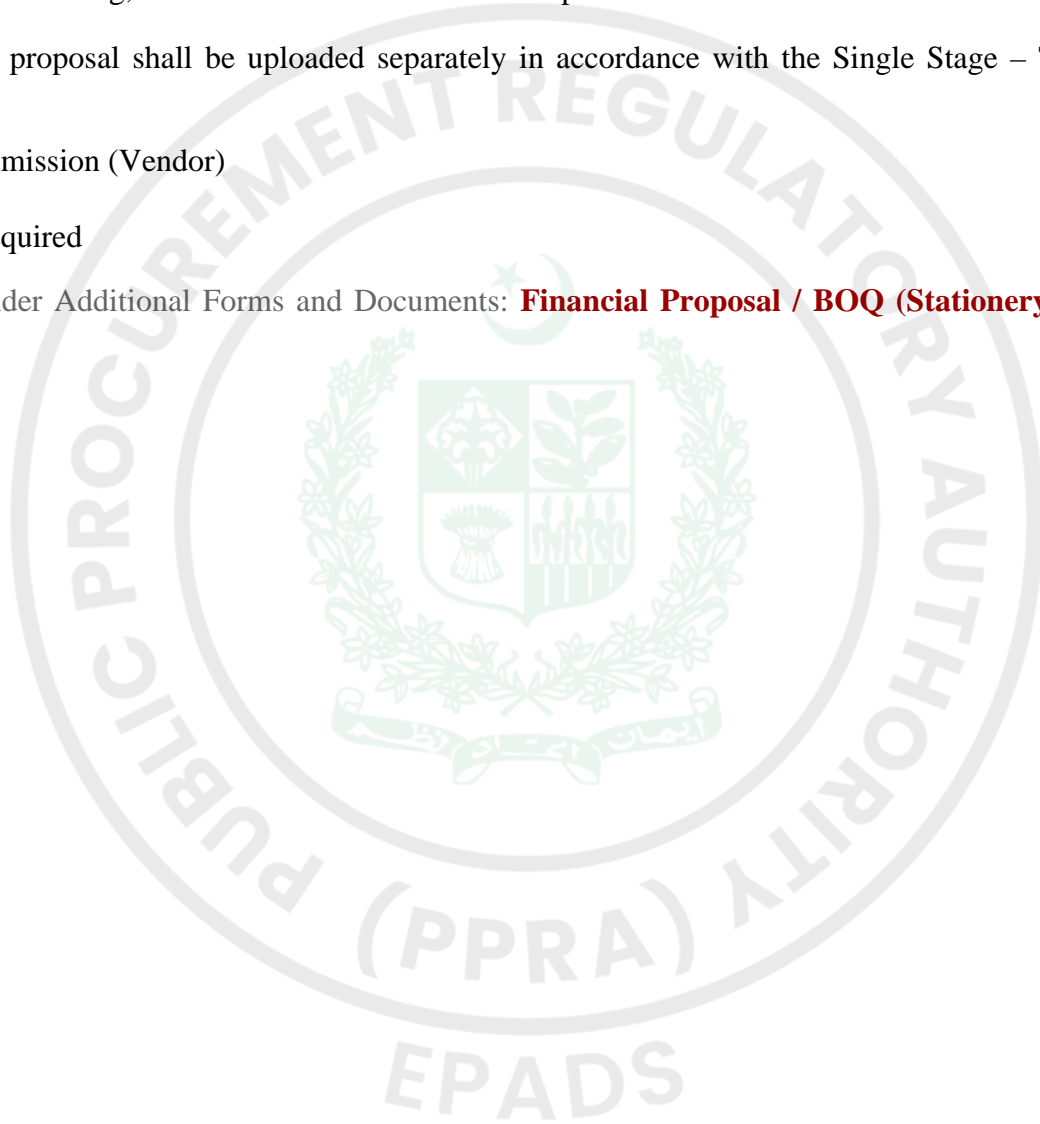 proposal shall be uploaded separately in accordance with the Single Stage –
mission (Vendor)
quired
der Additional Forms and Documents: Financial Proposal / BOQ (Stationery
PUBLIC PROCUREMENT REGULATORY AUTHORITY
(PPRA)
EPADS